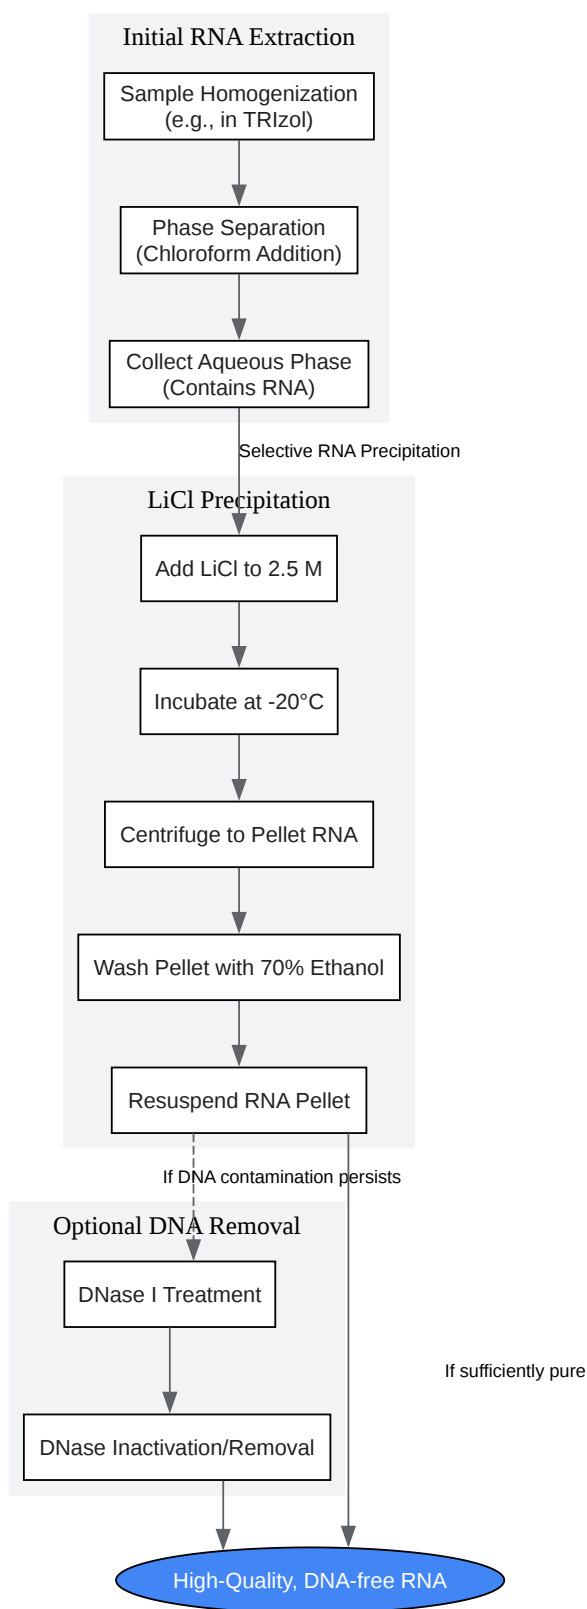 Initial RNA Extraction
Sample Homogenization
(e.g., in TRIzol)
Phase Separation
(Chloroform Addition)
Collect Aqueous Phase
(Contains RNA)
Selective RNA Precipitation
LiCl Precipitation
Add LiCl to 2.5 M
Incubate at -20°C
Centrifuge to Pellet RNA
Wash Pellet with 70% Ethanol
Resuspend RNA Pellet
If DNA contamination persists
Optional DNA Removal
DNase I Treatment
If sufficiently pure
DNase Inactivation/Removal
High-Quality, DNA-free RNA